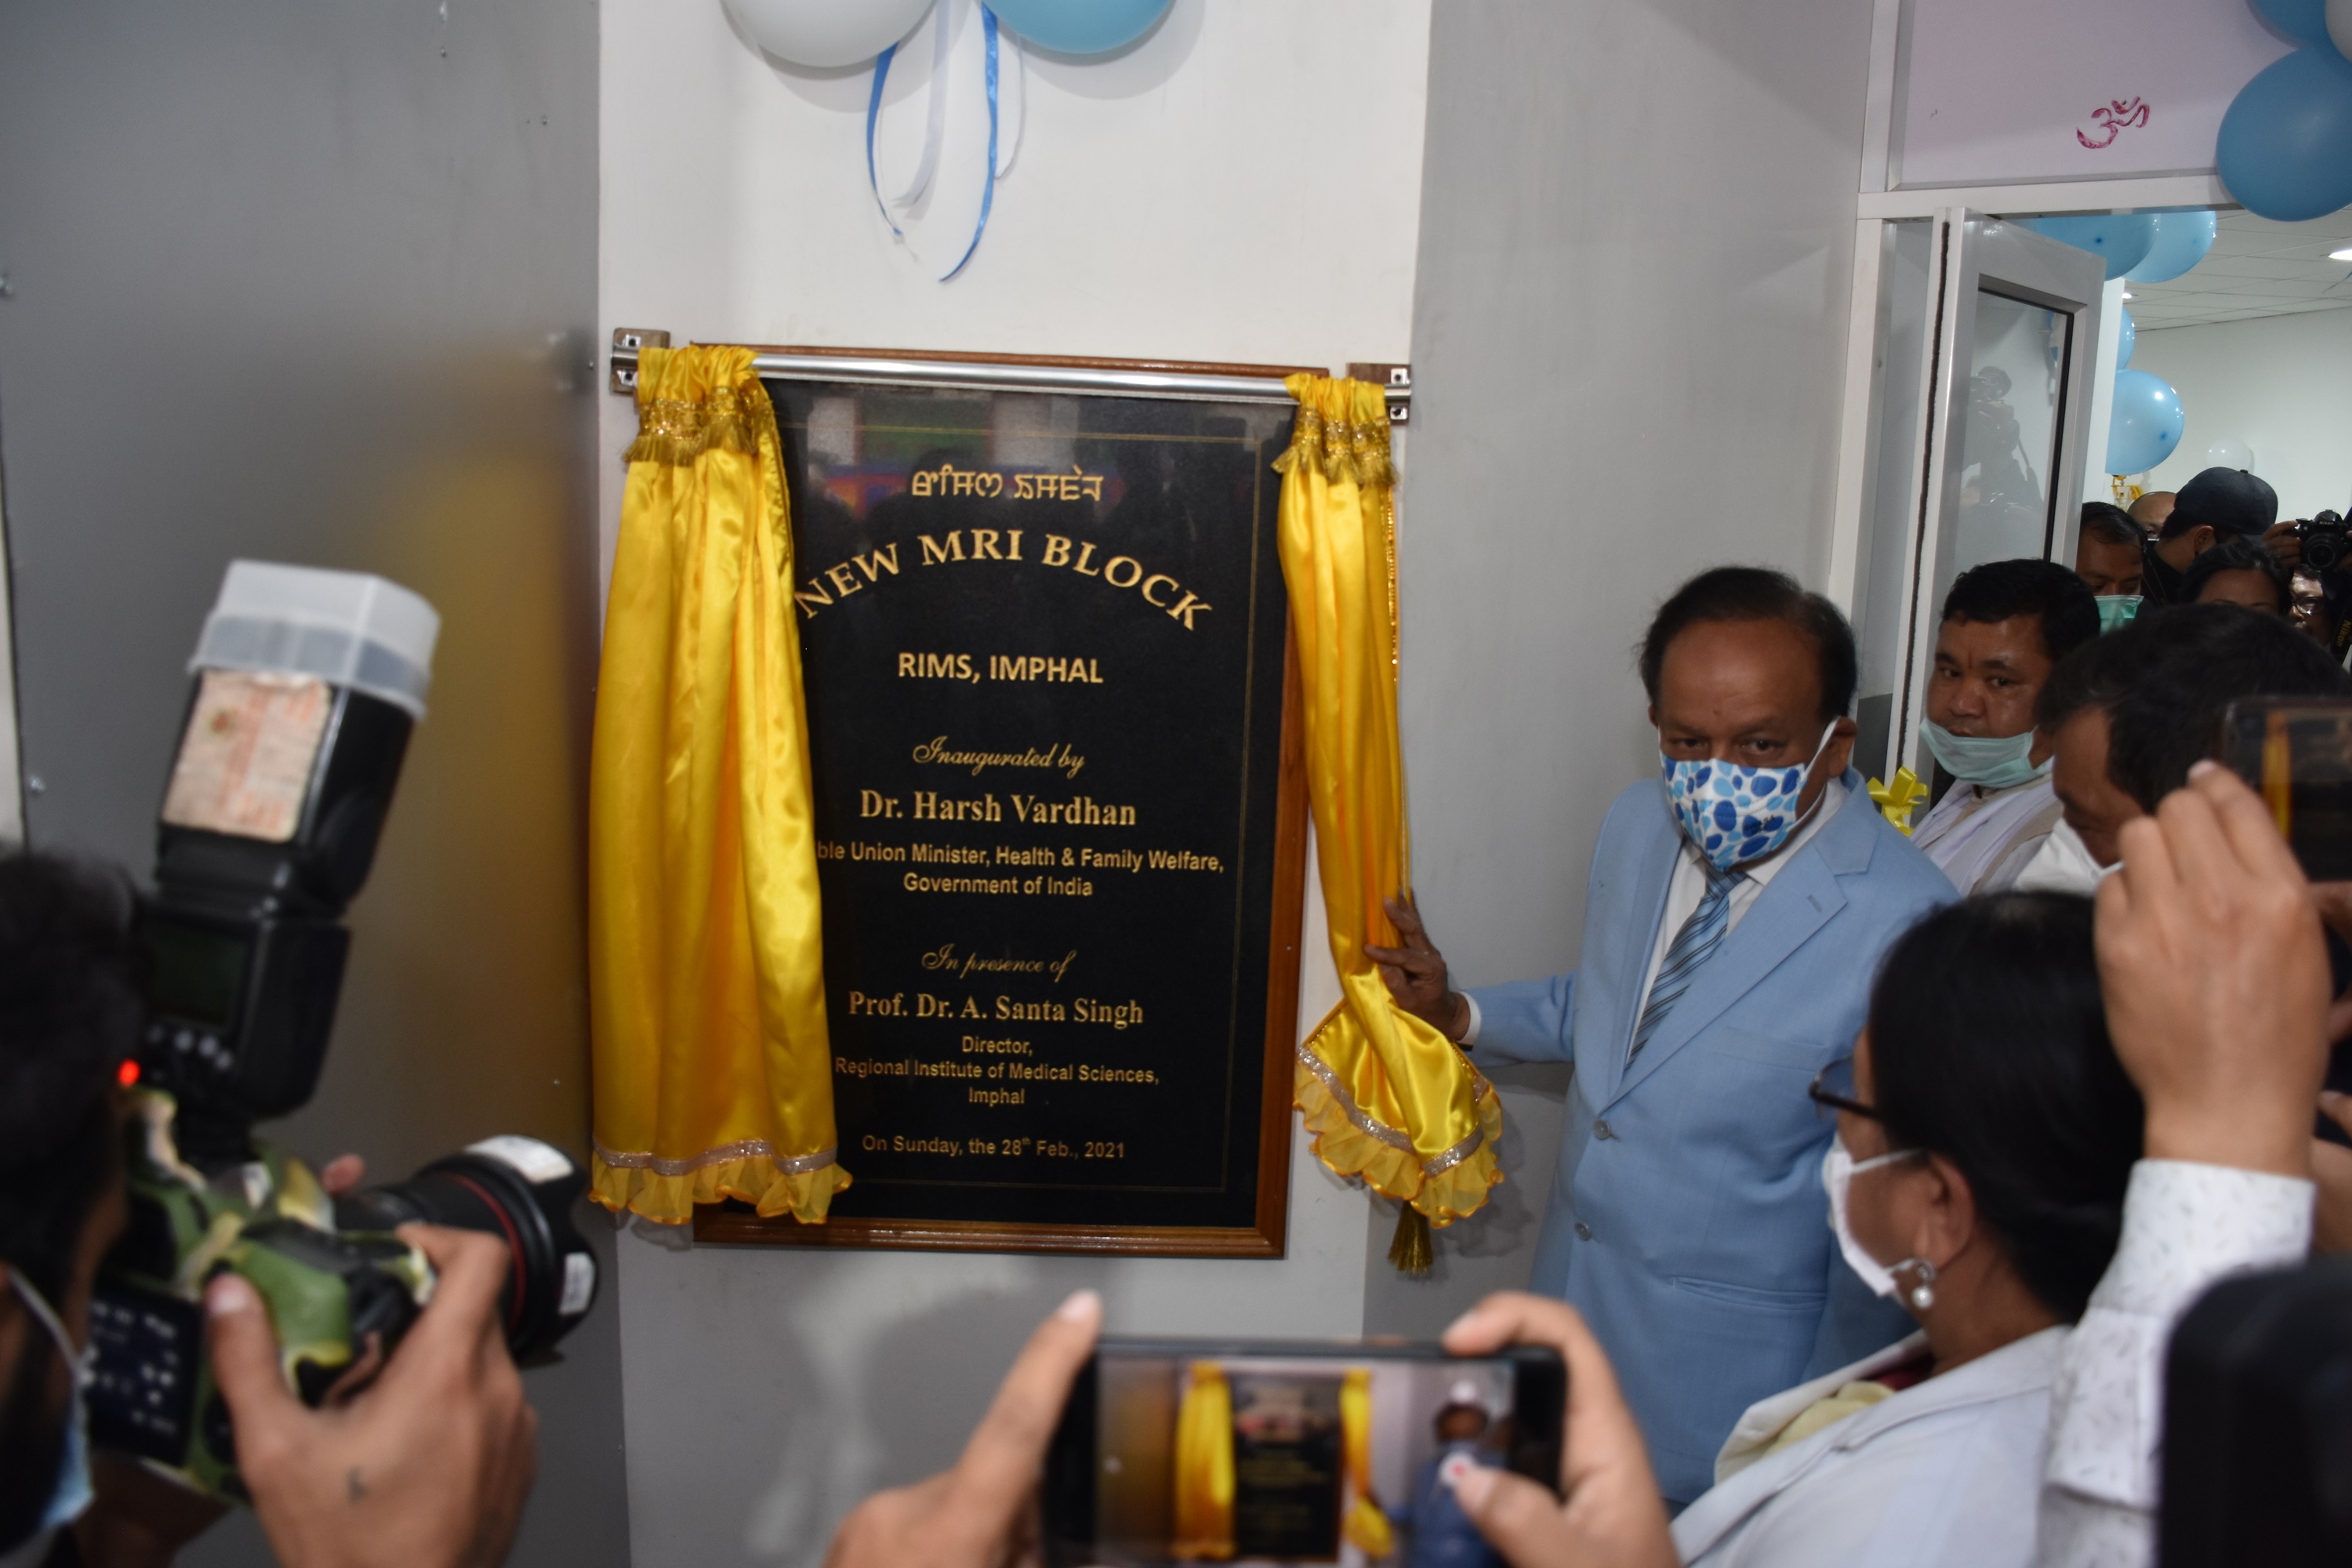 ꯑꯅꯤꯁꯨꯕ
NEW MRI BLOCK
RIMS, IMPHAL
Inaugurated by
Dr. Harsh Vardhan
ble Union Minister, Health & Family Welfare,
Government of India
In presence of
Prof. Dr. A. Santa Singh
Director,
Regional Institute of Medical Sciences,
Imphal
On Sunday, the 28th Feb., 2021
ॐ